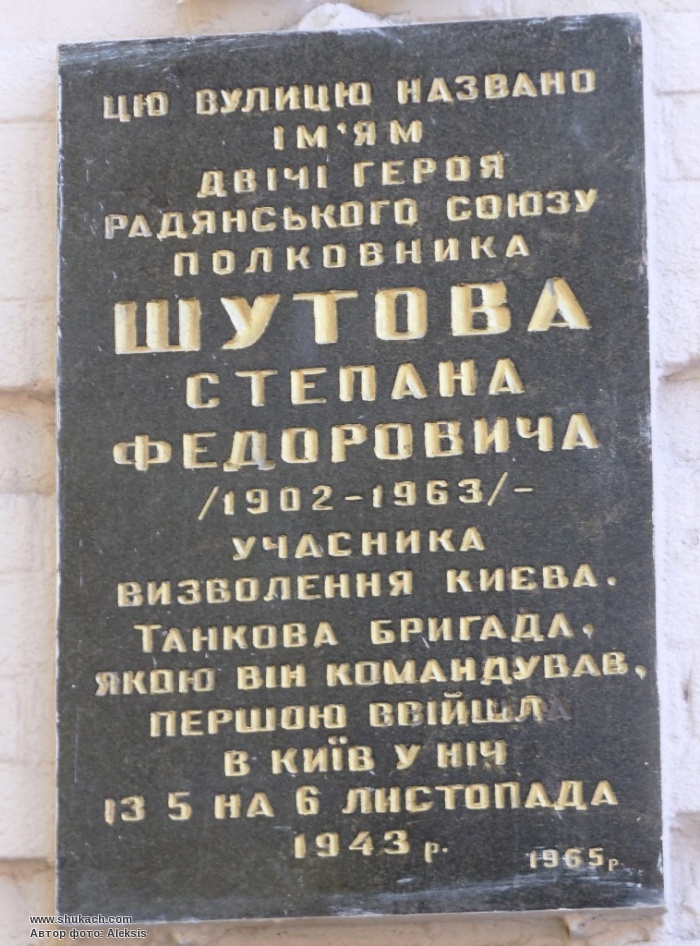 ЦЮ ВУЛИЦЮ НАЗВАНО
ІМ'ЯМ
ДВІЧІ ГЕРОЯ
РАДЯНСЬКОГО СОЮЗУ
ПОЛКОВНИКА
ШУТОВА
СТЕПАНА
ФЕДОРОВИЧА
/1902-1963/-
УЧАСНИКА
ВИЗВОЛЕННЯ КИЄВА.
ТАНКОВА БРИГАДА,
ЯКОЮ ВІН КОМАНДУВАВ,
ПЕРШОЮ ВВІЙШЛА
В КИЇВ У НІЧ
ІЗ 5 НА 6 ЛИСТОПАДА
1943 р.
1965р
www.shukach.com
Автор фото: Aleksis